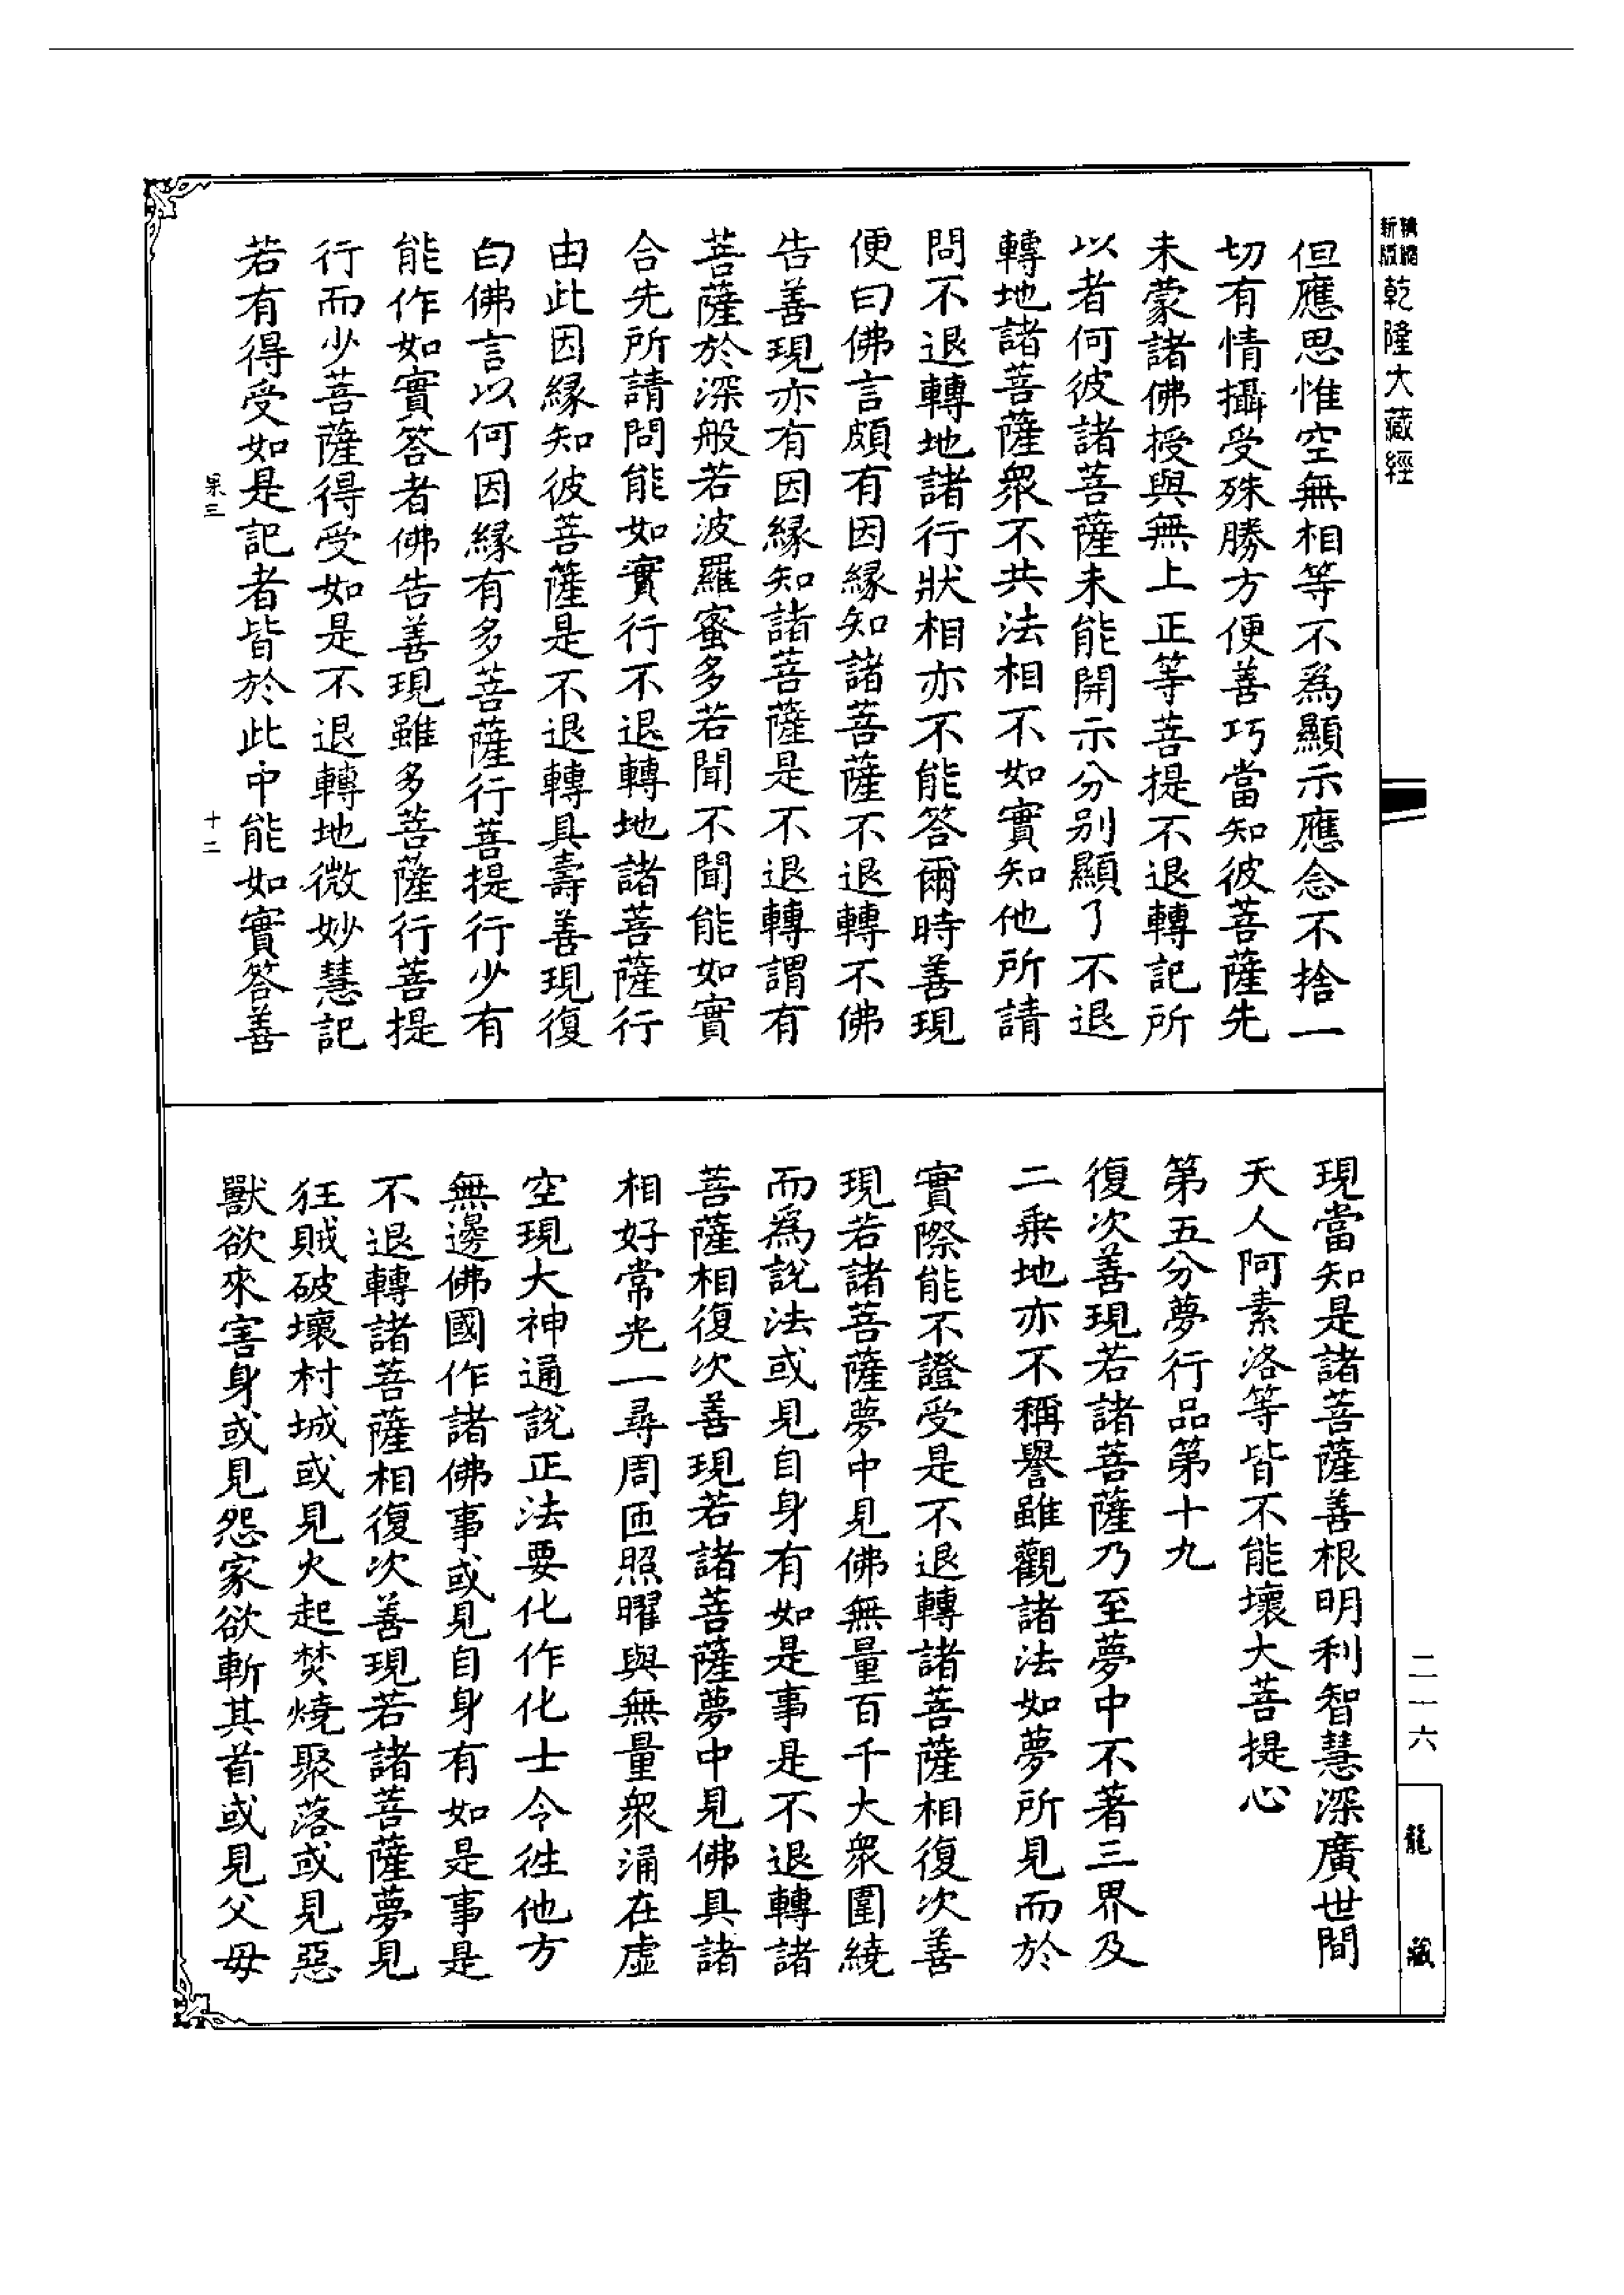 新版精縮乾隆大藏經
但應思惟空無相等不為顯示應念不捨一
切有情攝受殊勝方便善巧當知彼菩薩先
未蒙諸佛授與無上正等菩提不退轉記所
以者何彼諸菩薩未能開示分別顯了不退
轉地諸菩薩眾不共法相不如實知他所請
問不退轉地諸行狀相亦不能答爾時善現
便曰佛言頗有因緣知諸菩薩不退轉不佛
告善現亦有因緣知諸菩薩是不退轉謂有
菩薩於深般若波羅蜜多若聞不聞能如實
合先所請問能如實行不退轉地諸菩薩行
由此因緣知彼菩薩是不退轉具壽善現復
白佛言以何因緣有多菩薩行菩提行少有
能作如實答者佛告善現雖多菩薩行菩提
行而少菩薩得受如是不退轉地微妙慧記
若有得受如是記者皆於此中能如實答善
果三 十二
現當知是諸菩薩善根明利智慧深廣世間
天人阿素洛等皆不能壞大菩提心
第五分夢行品第十九
復次善現若諸菩薩乃至夢中不著三界及
二乘地亦不稱譽雖觀諸法如夢所見而於
實際能不證受是不退轉諸菩薩相復次善
現若諸菩薩夢中見佛無量百千大眾圍繞
而為說法或見自身有如是事是不退轉諸
菩薩相復次善現若諸菩薩夢中見佛具諸
相好常光一尋周匝照曜與無量眾涌在虛
空現大神通說正法要化作化士令往他方
無邊佛國作諸佛事或見自身有如是事是
不退轉諸菩薩相復次善現若諸菩薩夢見
狂賊破壞村城或見火起焚燒聚落或見惡
獸欲來害身或見怨家欲斬其首或見父母
二一六
龍藏